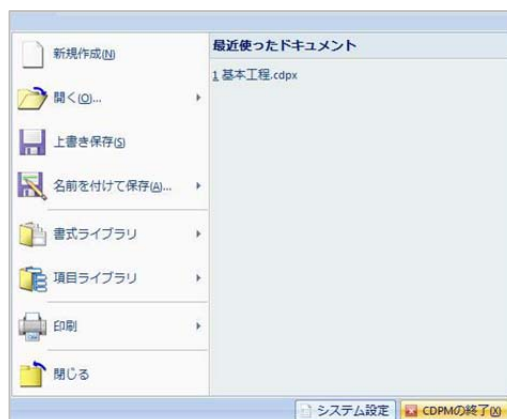 新規作成(N)
開く(O)...
上書き保存(S)
名前を付けて保存(A)...
書式ライブラリ
項目ライブラリ
印刷
閉じる
最近使ったドキュメント
1 基本工程.cdpx
システム設定
CDPMの終了(X)